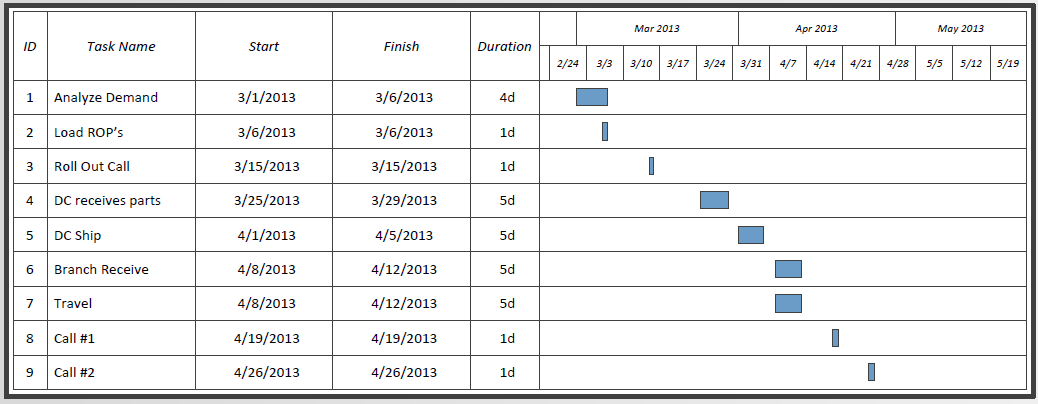 ID Task Name Start Finish Duration Mar 2013 Apr 2013 May 2013
2/24 3/3 3/10 3/17 3/24 3/31 4/7 4/14 4/21 4/28 5/5 5/12 5/19
1 Analyze Demand 3/1/2013 3/6/2013 4d
2 Load ROP's 3/6/2013 3/6/2013 1d
3 Roll Out Call 3/15/2013 3/15/2013 1d
4 DC receives parts 3/25/2013 3/29/2013 5d
5 DC Ship 4/1/2013 4/5/2013 5d
6 Branch Receive 4/8/2013 4/12/2013 5d
7 Travel 4/8/2013 4/12/2013 5d
8 Call #1 4/19/2013 4/19/2013 1d
9 Call #2 4/26/2013 4/26/2013 1d